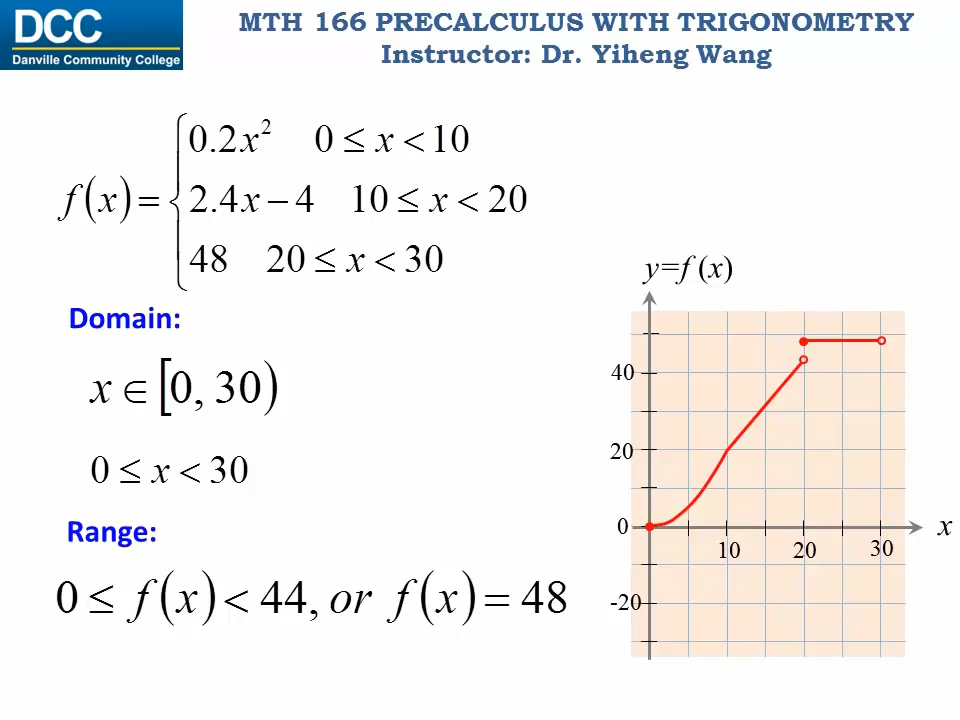 DCC
Danville Community College
MTH 166 PRECALCULUS WITH TRIGONOMETRY
Instructor: Dr. Yiheng Wang
0.2x² 0 ≤ x < 10
f(x) = { 2.4x − 4 10 ≤ x < 20
48 20 ≤ x < 30
Domain:
x ∈ [0, 30)
0 ≤ x < 30
Range:
0 ≤ f(x) < 44, or f(x) = 48
y=f (x)
40
20
0
10 20 30
x
-20